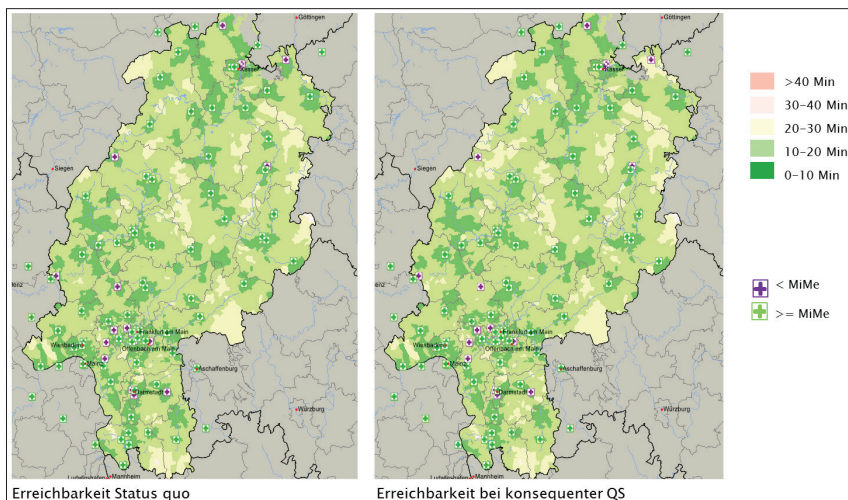 Göttingen
Kassel
Siegen
Frankfurt am Main
Wiesbaden
Offenbach am Main
Mainz
Aschaffenburg
Darmstadt
Würzburg
Mannheim
Erreichbarkeit Status quo
Göttingen
Kassel
Siegen
Frankfurt am Main
Wiesbaden
Offenbach am Main
Mainz
Aschaffenburg
Darmstadt
Würzburg
Mannheim
Erreichbarkeit bei konsequenter QS
>40 Min
30-40 Min
20-30 Min
10-20 Min
0-10 Min
< MiMe
>= MiMe